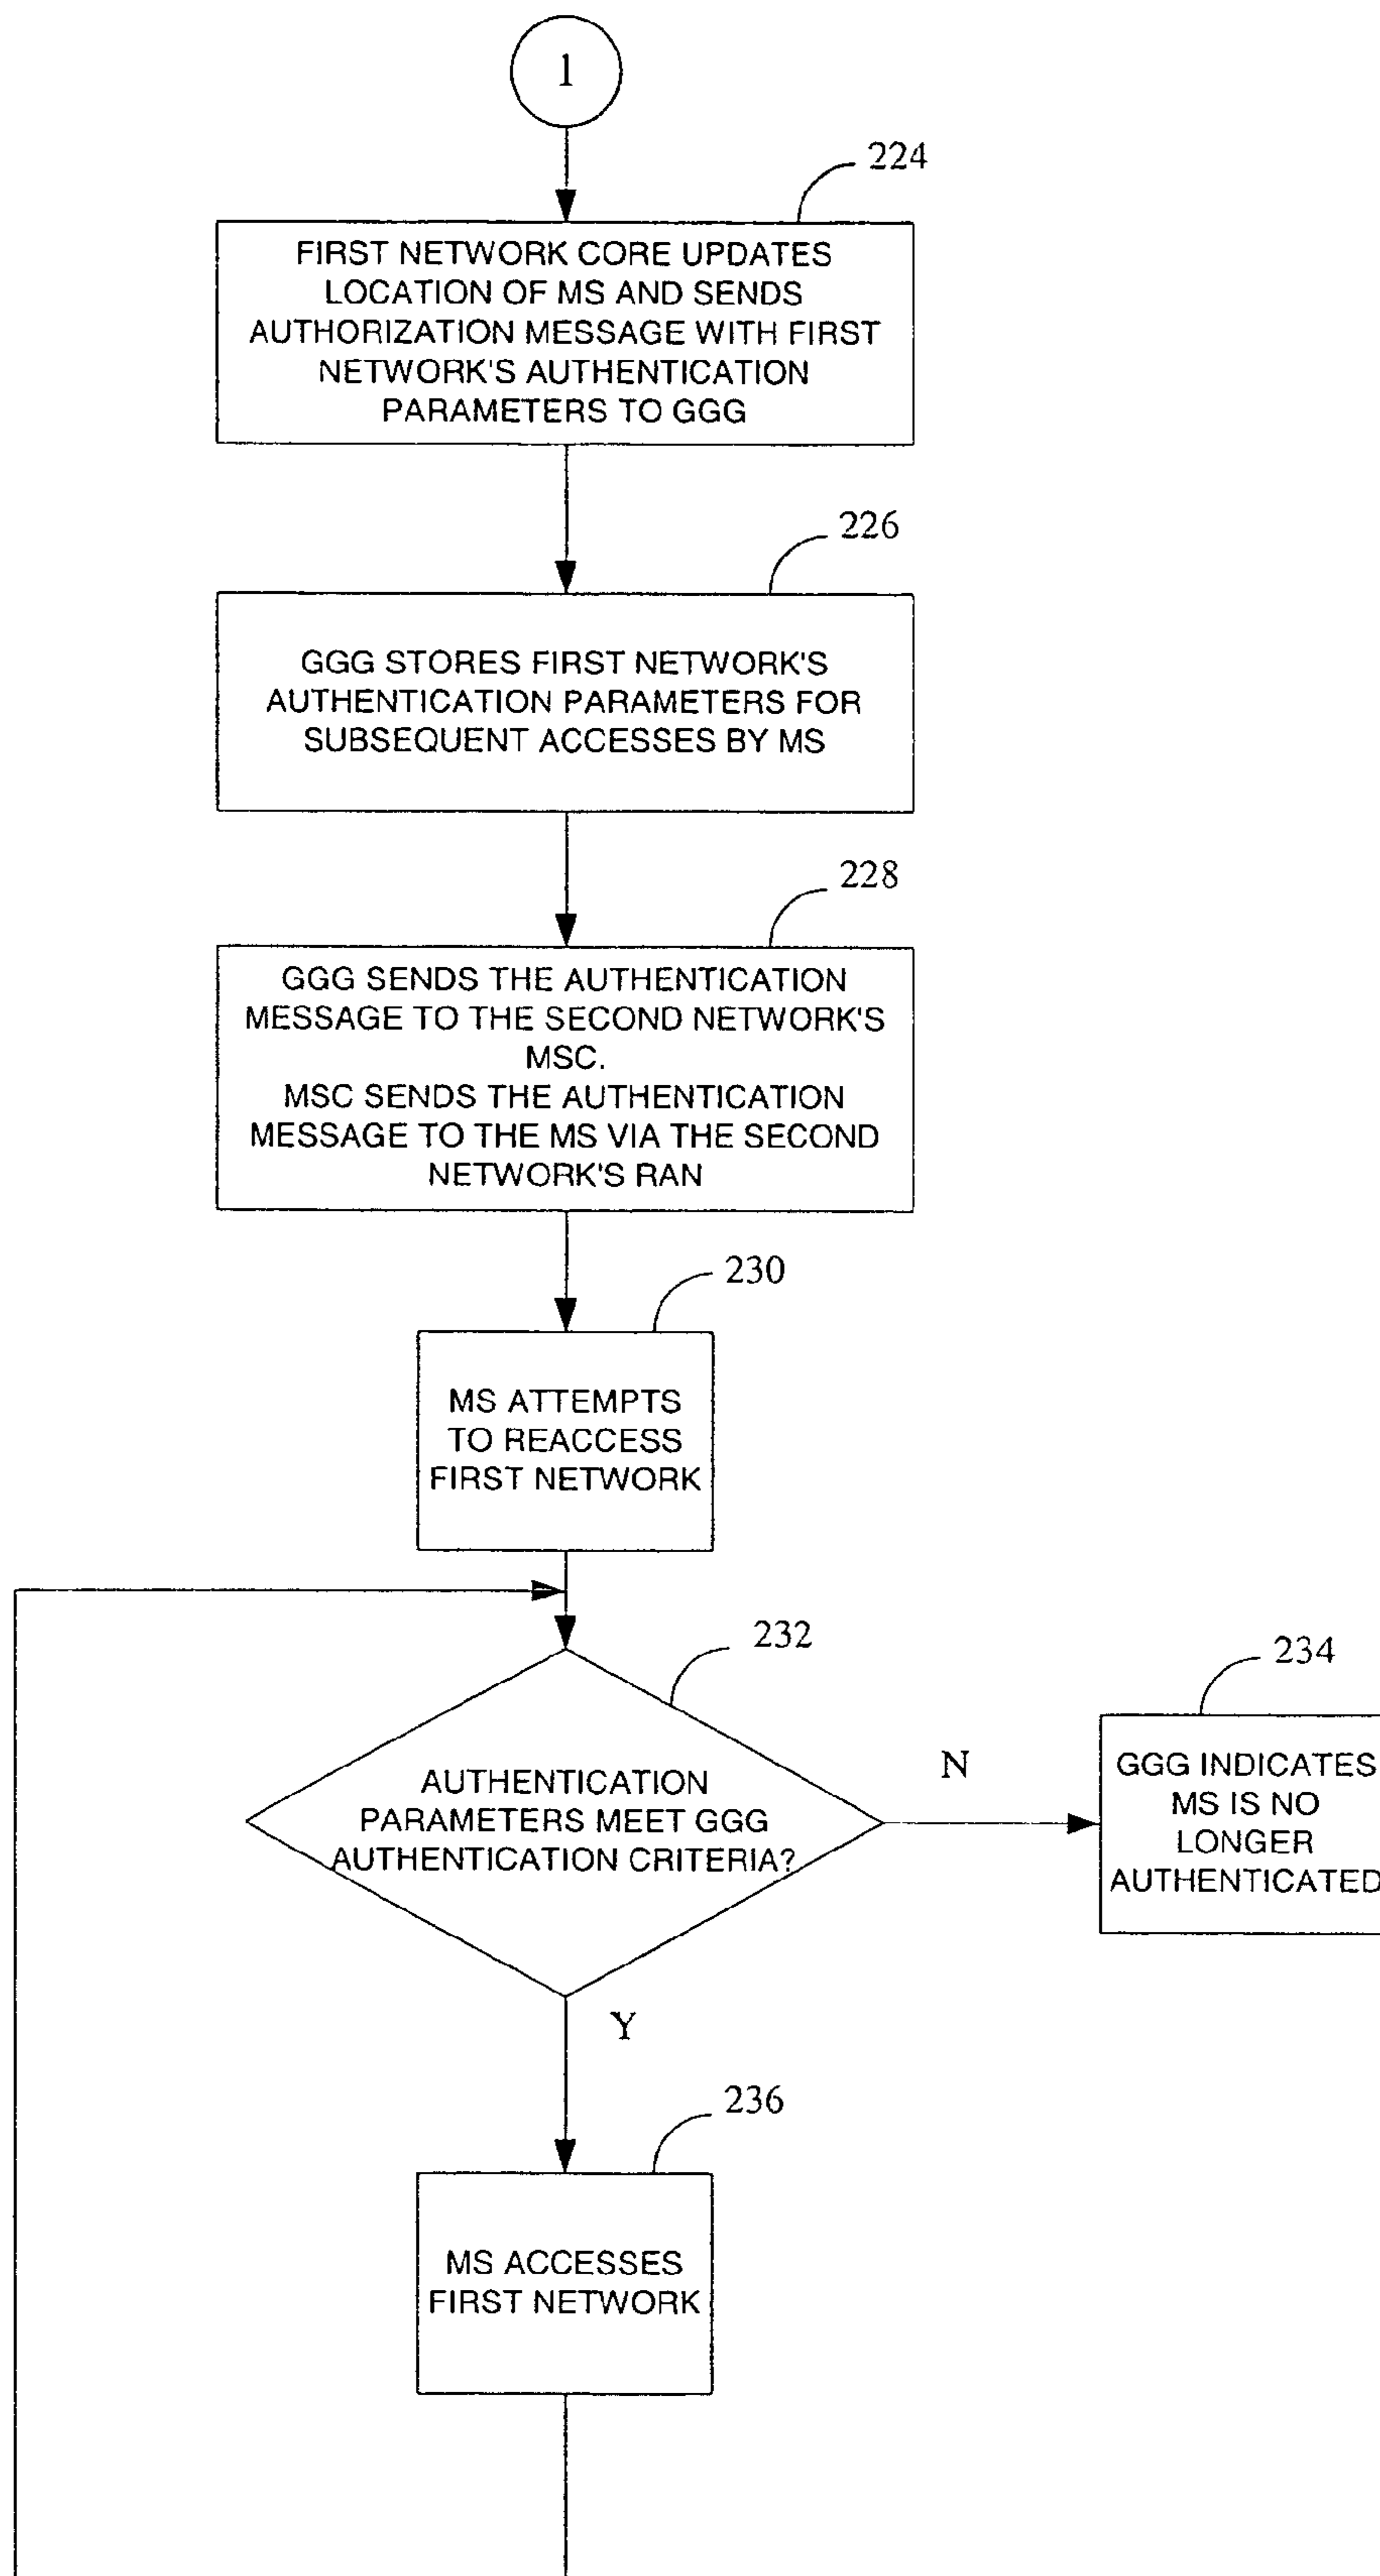 1
224
FIRST NETWORK CORE UPDATES
LOCATION OF MS AND SENDS
AUTHORIZATION MESSAGE WITH FIRST
NETWORK'S AUTHENTICATION
PARAMETERS TO GGG
226
GGG STORES FIRST NETWORK'S
AUTHENTICATION PARAMETERS FOR
SUBSEQUENT ACCESSES BY MS
228
GGG SENDS THE AUTHENTICATION
MESSAGE TO THE SECOND NETWORK'S
MSC.
MSC SENDS THE AUTHENTICATION
MESSAGE TO THE MS VIA THE SECOND
NETWORK'S RAN
230
MS ATTEMPTS
TO REACCESS
FIRST NETWORK
232
AUTHENTICATION
PARAMETERS MEET GGG
AUTHENTICATION CRITERIA?
N
234
GGG INDICATES
MS IS NO
LONGER
AUTHENTICATED
Y
236
MS ACCESSES
FIRST NETWORK